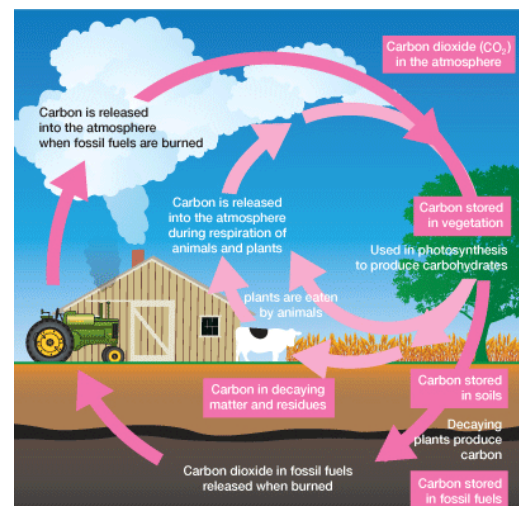 Carbon dioxide (CO₂)
in the atmosphere
Carbon is released
into the atmosphere
when fossil fuels are burned
Carbon is released
into the atmosphere
during respiration of
animals and plants
Carbon stored
in vegetation
Used in photosynthesis
to produce carbohydrates
plants are eaten
by animals
Carbon in decaying
matter and residues
Carbon stored
in soils
Decaying
plants produce
carbon
Carbon dioxide in fossil fuels
released when burned
Carbon stored
in fossil fuels